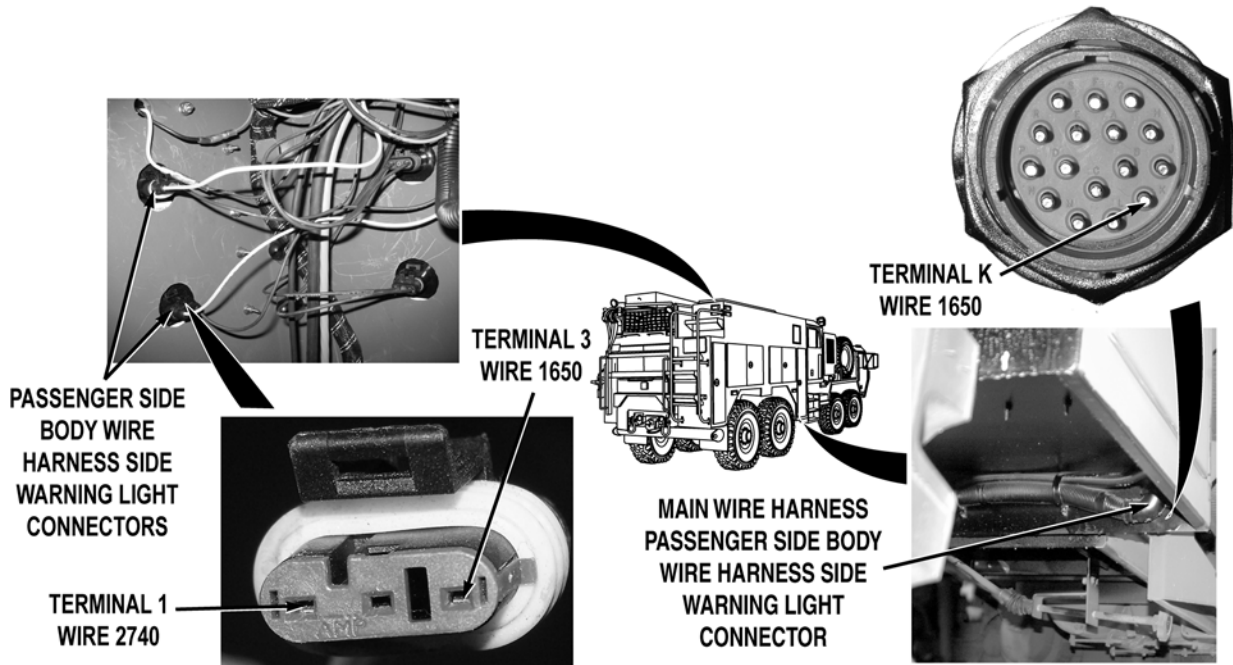 TERMINAL K
WIRE 1650
TERMINAL 3
WIRE 1650
PASSENGER SIDE
BODY WIRE
HARNESS SIDE
WARNING LIGHT
CONNECTORS
TERMINAL 1
WIRE 2740
AMP
MAIN WIRE HARNESS
PASSENGER SIDE BODY
WIRE HARNESS SIDE
WARNING LIGHT
CONNECTOR